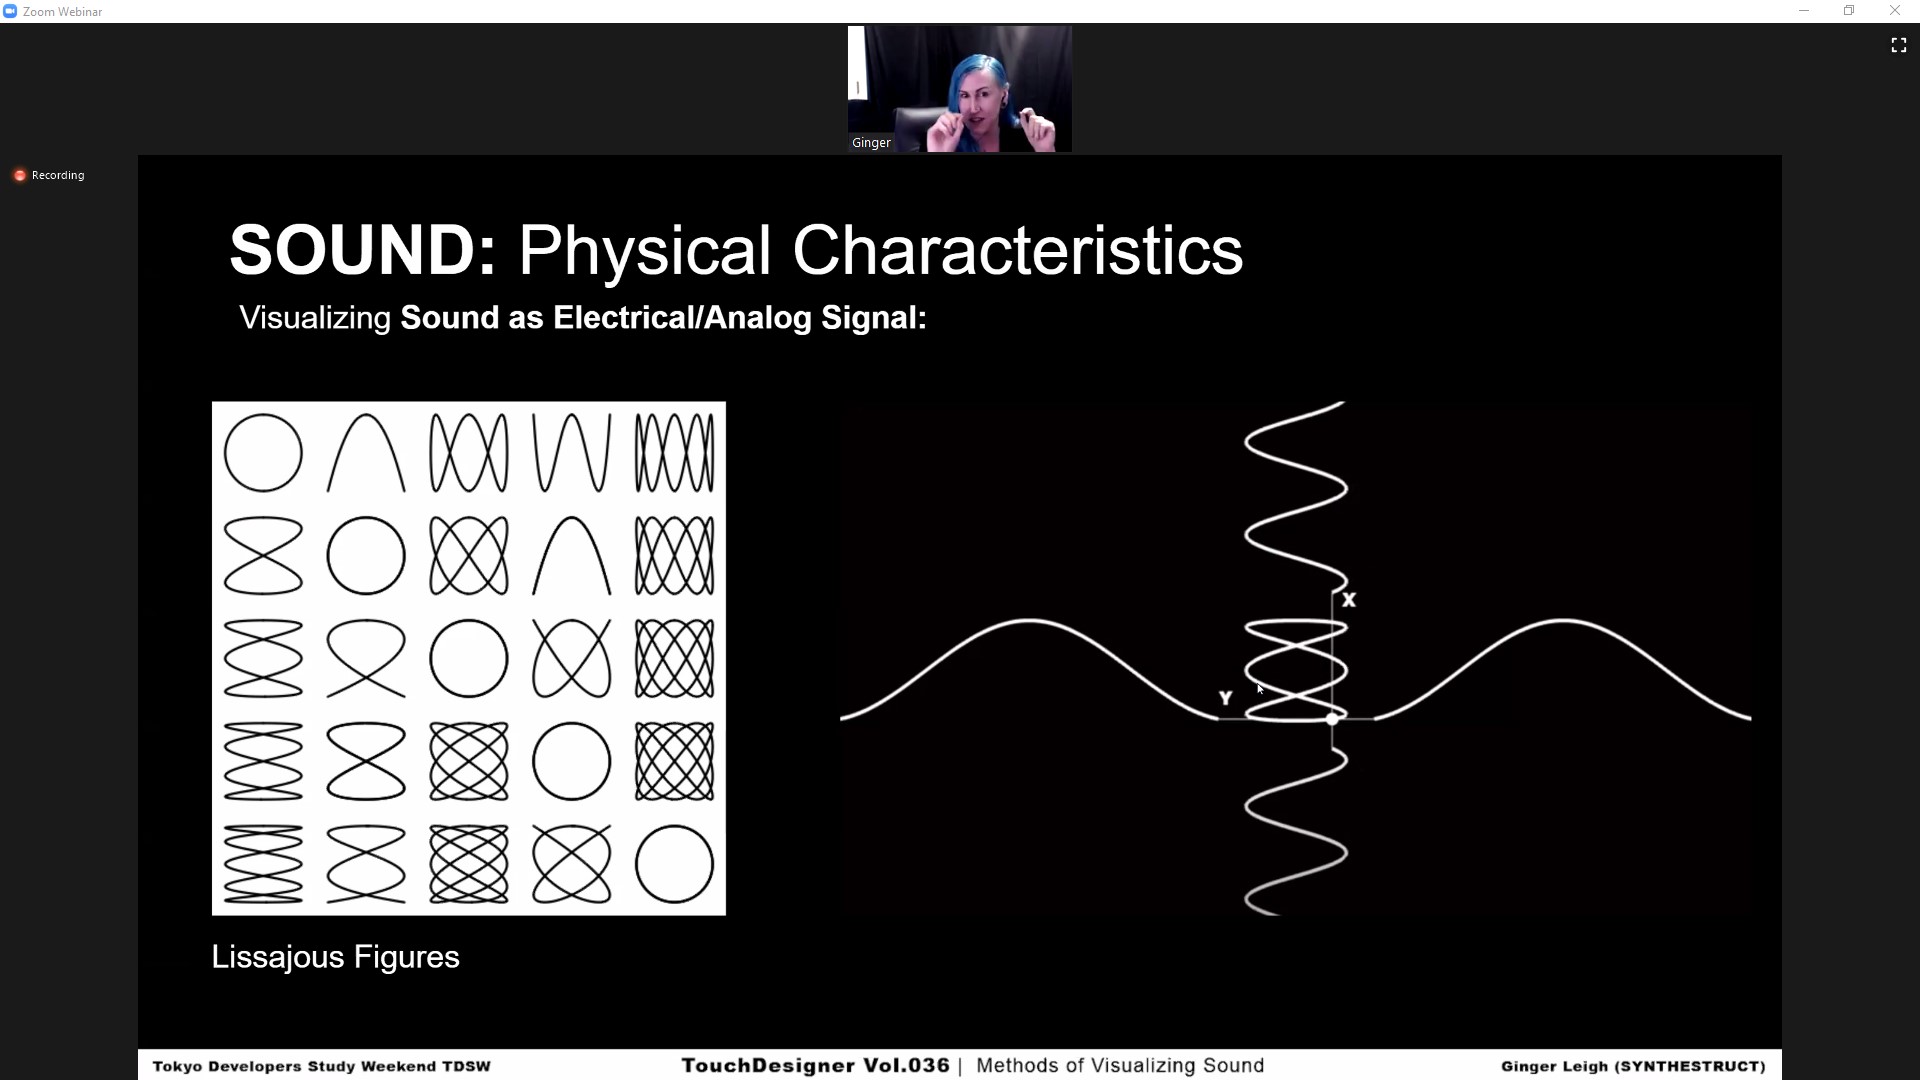 Zoom Webinar
Ginger
Recording
SOUND: Physical Characteristics
Visualizing Sound as Electrical/Analog Signal:
X
Y
Lissajous Figures
Tokyo Developers Study Weekend TDSW
TouchDesigner Vol.036 | Methods of Visualizing Sound
Ginger Leigh (SYNTHESTRUCT)